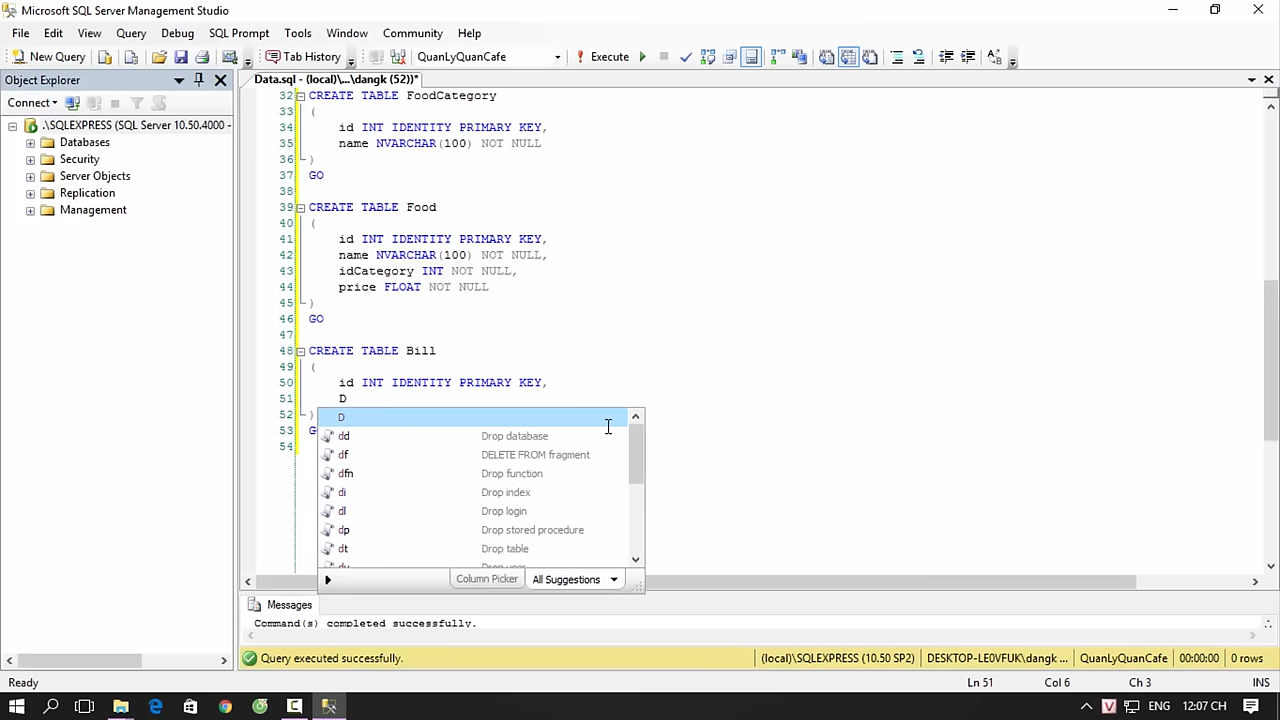 Microsoft SQL Server Management Studio
File Edit View Query Debug SQL Prompt Tools Window Community Help
New Query Tab History QuanLyQuanCafe Execute
Object Explorer
Data.sql - (local)\...\dangk (52))*
Connect
.\SQLEXPRESS (SQL Server 10.50.4000 -
Databases
Security
Server Objects
Replication
Management
32 CREATE TABLE FoodCategory
33 (
34 id INT IDENTITY PRIMARY KEY,
35 name NVARCHAR(100) NOT NULL
36 )
37 GO
38
39 CREATE TABLE Food
40 (
41 id INT IDENTITY PRIMARY KEY,
42 name NVARCHAR(100) NOT NULL,
43 idCategory INT NOT NULL,
44 price FLOAT NOT NULL
45 )
46 GO
47
48 CREATE TABLE Bill
49 (
50 id INT IDENTITY PRIMARY KEY,
51 D
52 )
53 G
54
D
dd Drop database
df DELETE FROM fragment
dfn Drop function
di Drop index
dl Drop login
dp Drop stored procedure
dt Drop table
Column Picker All Suggestions
Messages
Command(s) completed successfully.
Query executed successfully. (local)\SQLEXPRESS (10.50 SP2) DESKTOP-LE0VFUK\dangk ... QuanLyQuanCafe 00:00:00 0 rows
Ready Ln 51 Col 6 Ch 3 INS
ENG 12:07 CH